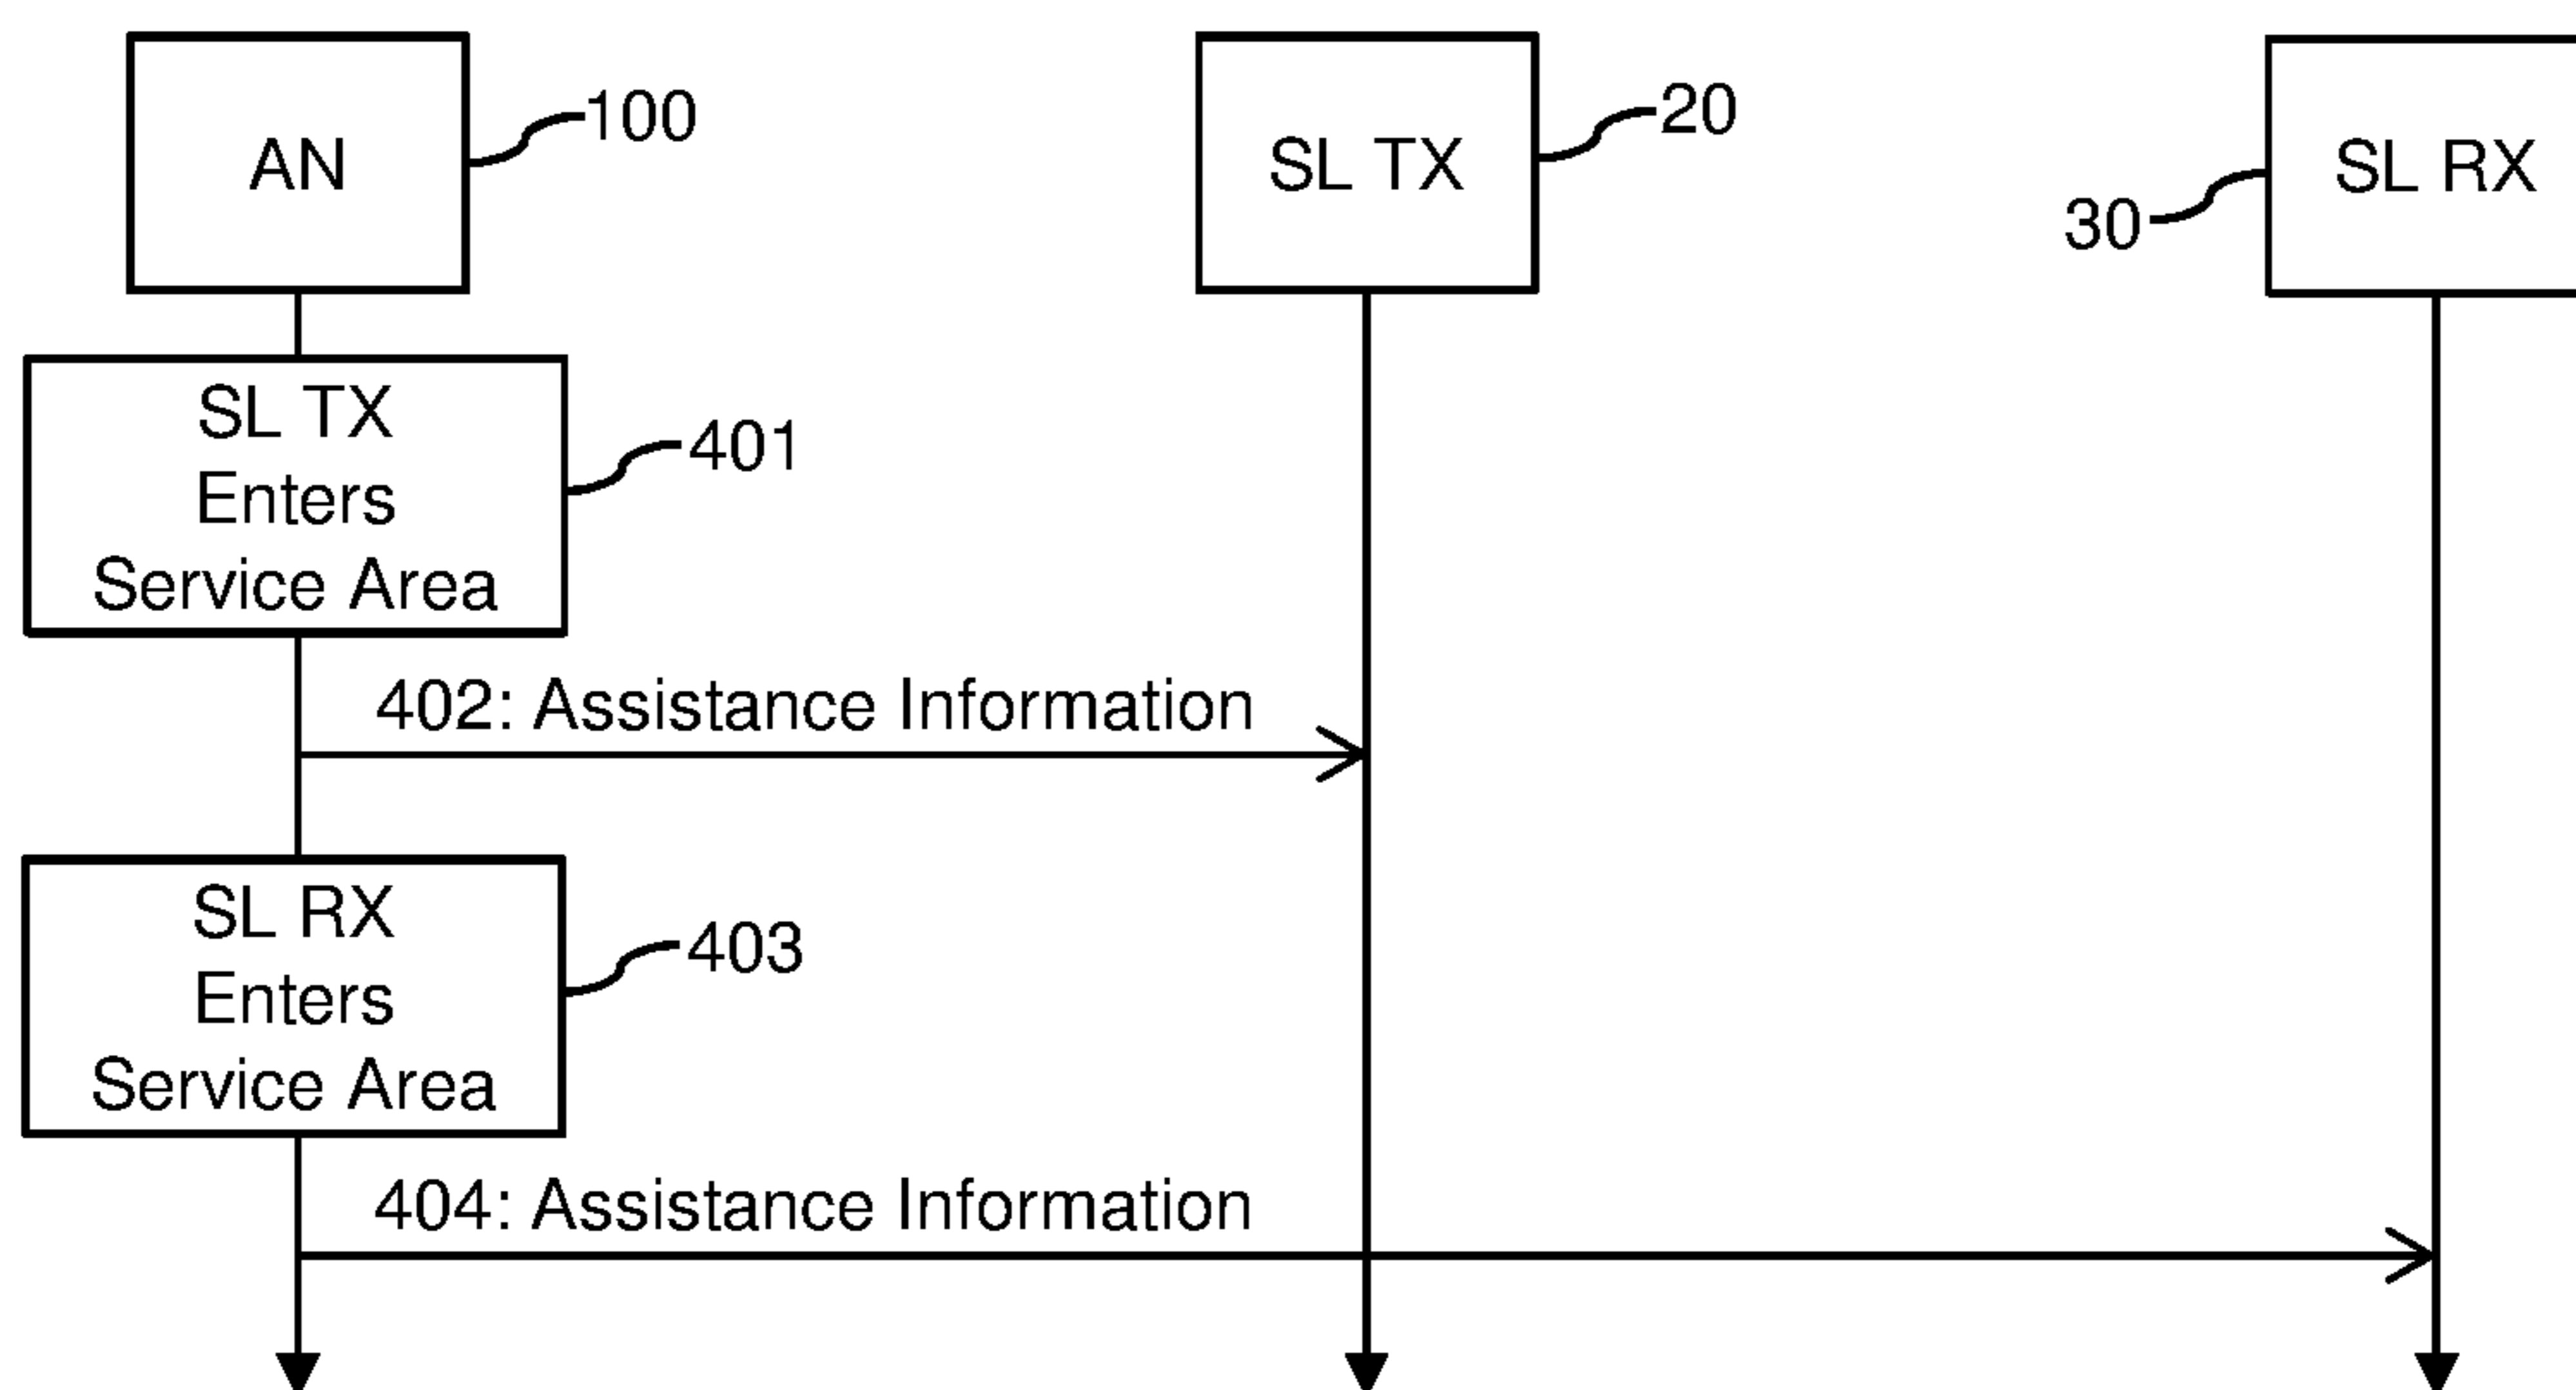 AN
100
SL TX
20
SL RX
30
SL TX
Enters
Service Area
401
402: Assistance Information
SL RX
Enters
Service Area
403
404: Assistance Information